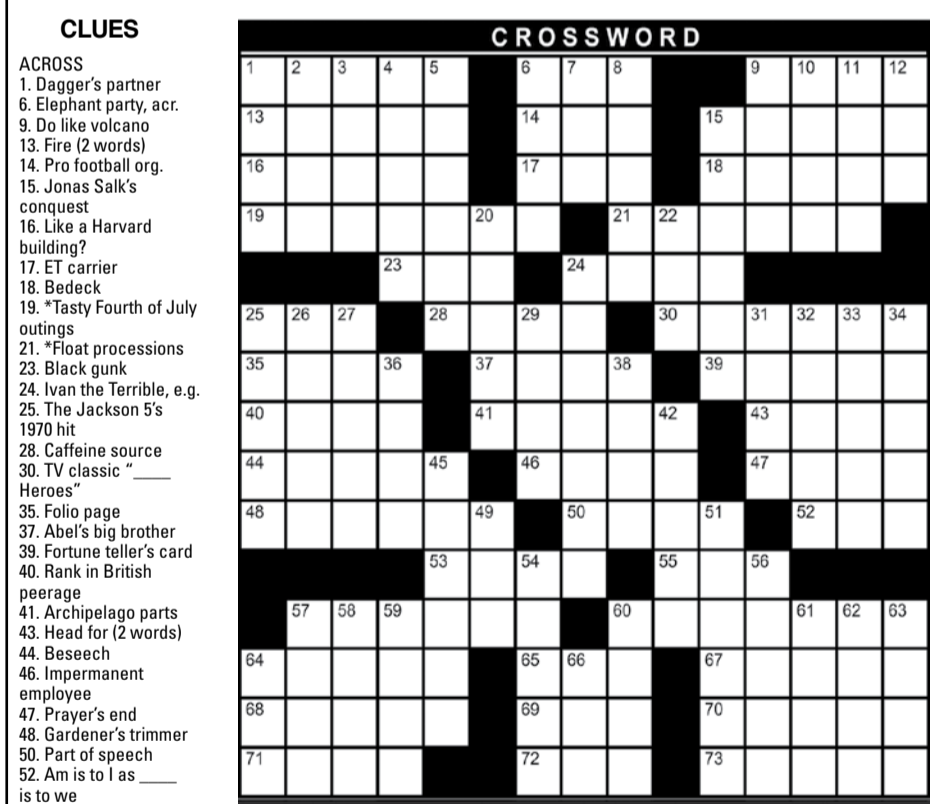 CLUES
ACROSS
1. Dagger's partner
6. Elephant party, acr.
9. Do like volcano
13. Fire (2 words)
14. Pro football org.
15. Jonas Salk's
conquest
16. Like a Harvard
building?
17. ET carrier
18. Bedeck
19. *Tasty Fourth of July
outings
21. *Float processions
23. Black gunk
24. Ivan the Terrible, e.g.
25. The Jackson 5's
1970 hit
28. Caffeine source
30. TV classic "____
Heroes"
35. Folio page
37. Abel's big brother
39. Fortune teller's card
40. Rank in British
peerage
41. Archipelago parts
43. Head for (2 words)
44. Beseech
46. Impermanent
employee
47. Prayer's end
48. Gardener's trimmer
50. Part of speech
52. Am is to I as ____
is to we
CROSSWORD
1 2 3 4 5 6 7 8 9 10 11 12
13 14 15
16 17 18
19 20 21 22
23 24
25 26 27 28 29 30 31 32 33 34
35 36 37 38 39
40 41 42 43
44 45 46 47
48 49 50 51 52
53 54 55 56
57 58 59 60 61 62 63
64 65 66 67
68 69 70
71 72 73